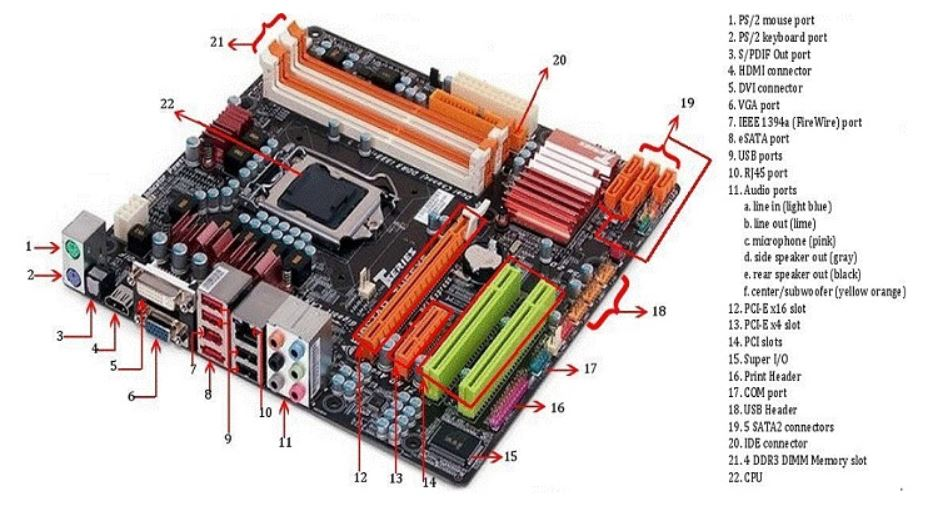 21
20
22
19
1
2
3
4
5
6
7
8
9
10
11
12
13
14
15
16
17
18
Dual Channel DDR3 1333
TSERIES
1. PS/2 mouse port
2. PS/2 keyboard port
3. S/PDIF Out port
4. HDMI connector
5. DVI connector
6. VGA port
7. IEEE 1394a (FireWire) port
8. eSATA port
9. USB ports
10. RJ45 port
11. Audio ports
a. line in (light blue)
b. line out (lime)
c. microphone (pink)
d. side speaker out (gray)
e. rear speaker out (black)
f. center/subwoofer (yellow orange)
12. PCI-E x16 slot
13. PCI-E x4 slot
14. PCI slots
15. Super I/O
16. Print Header
17. COM port
18. USB Header
19. 5 SATA2 connectors
20. IDE connector
21. 4 DDR3 DIMM Memory slot
22. CPU